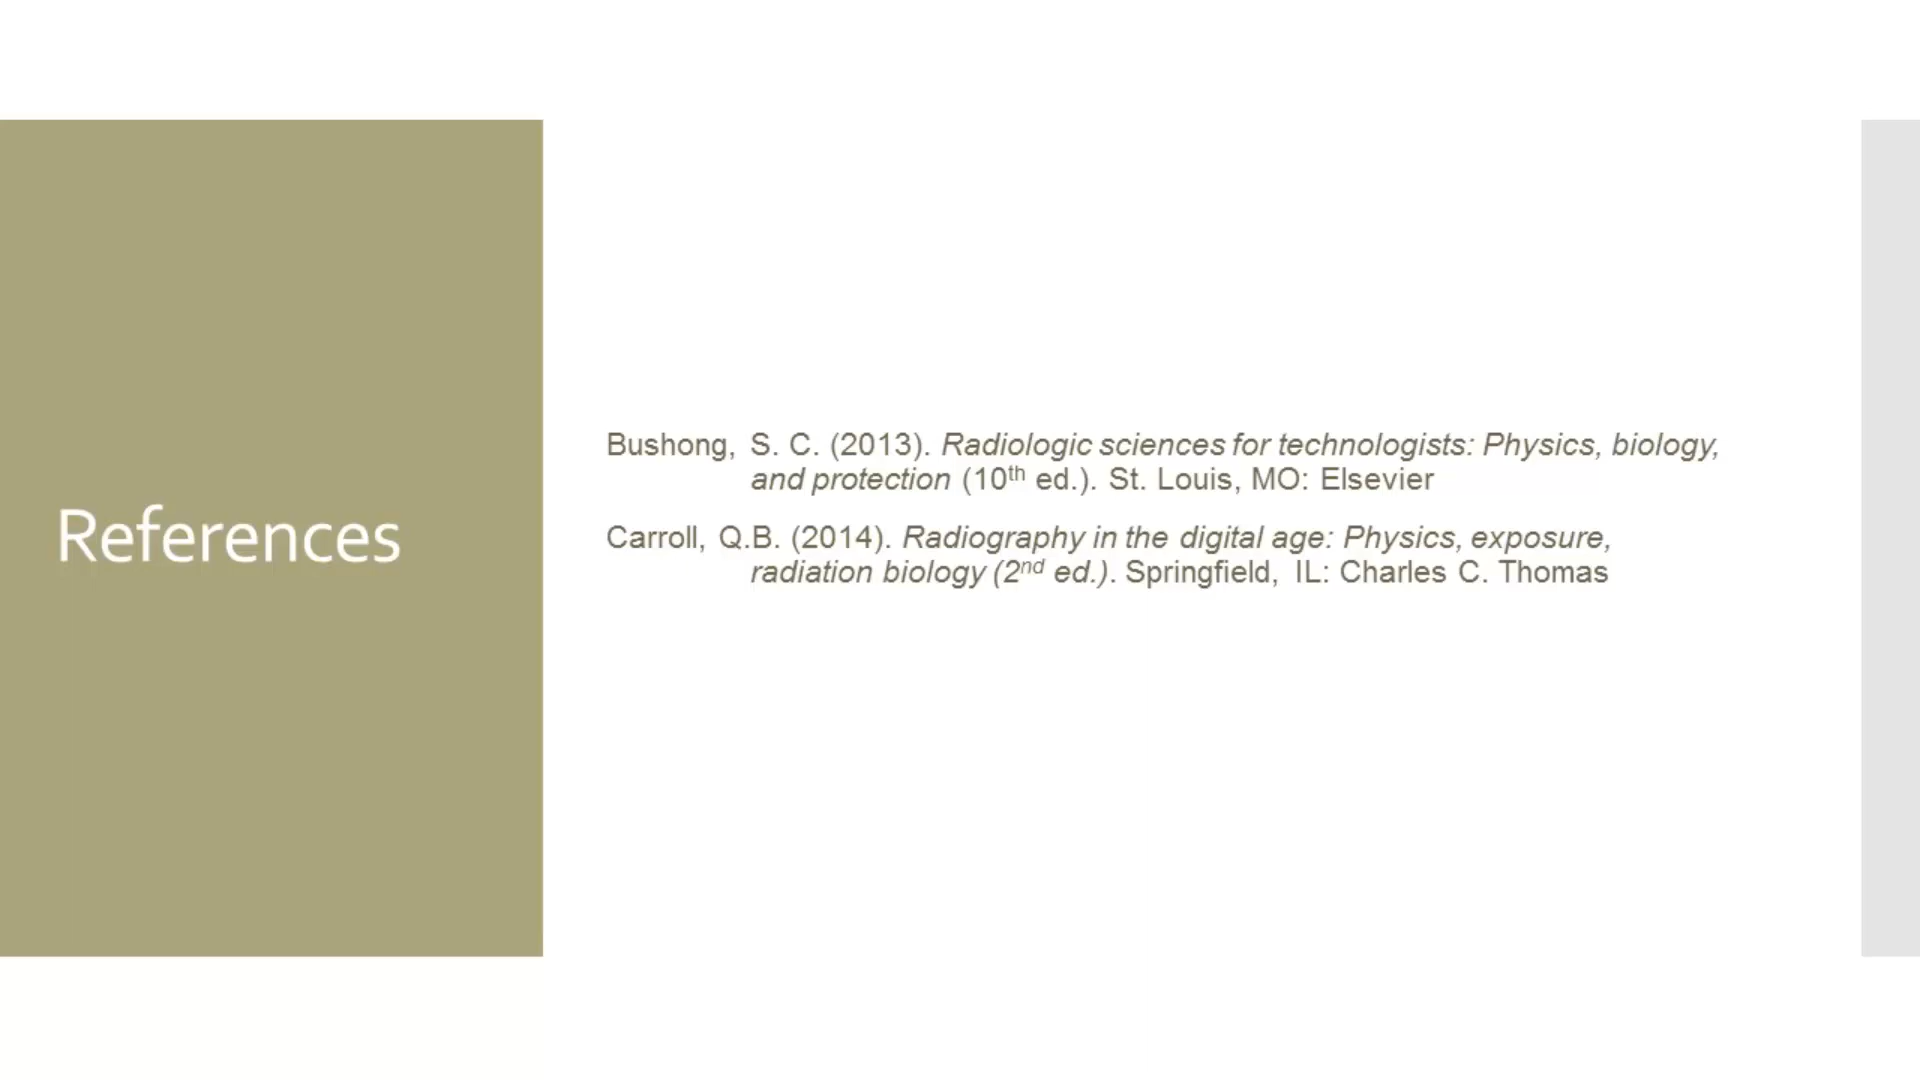 References
Bushong, S. C. (2013). Radiologic sciences for technologists: Physics, biology,
and protection (10th ed.). St. Louis, MO: Elsevier
Carroll, Q.B. (2014). Radiography in the digital age: Physics, exposure,
radiation biology (2nd ed.). Springfield, IL: Charles C. Thomas